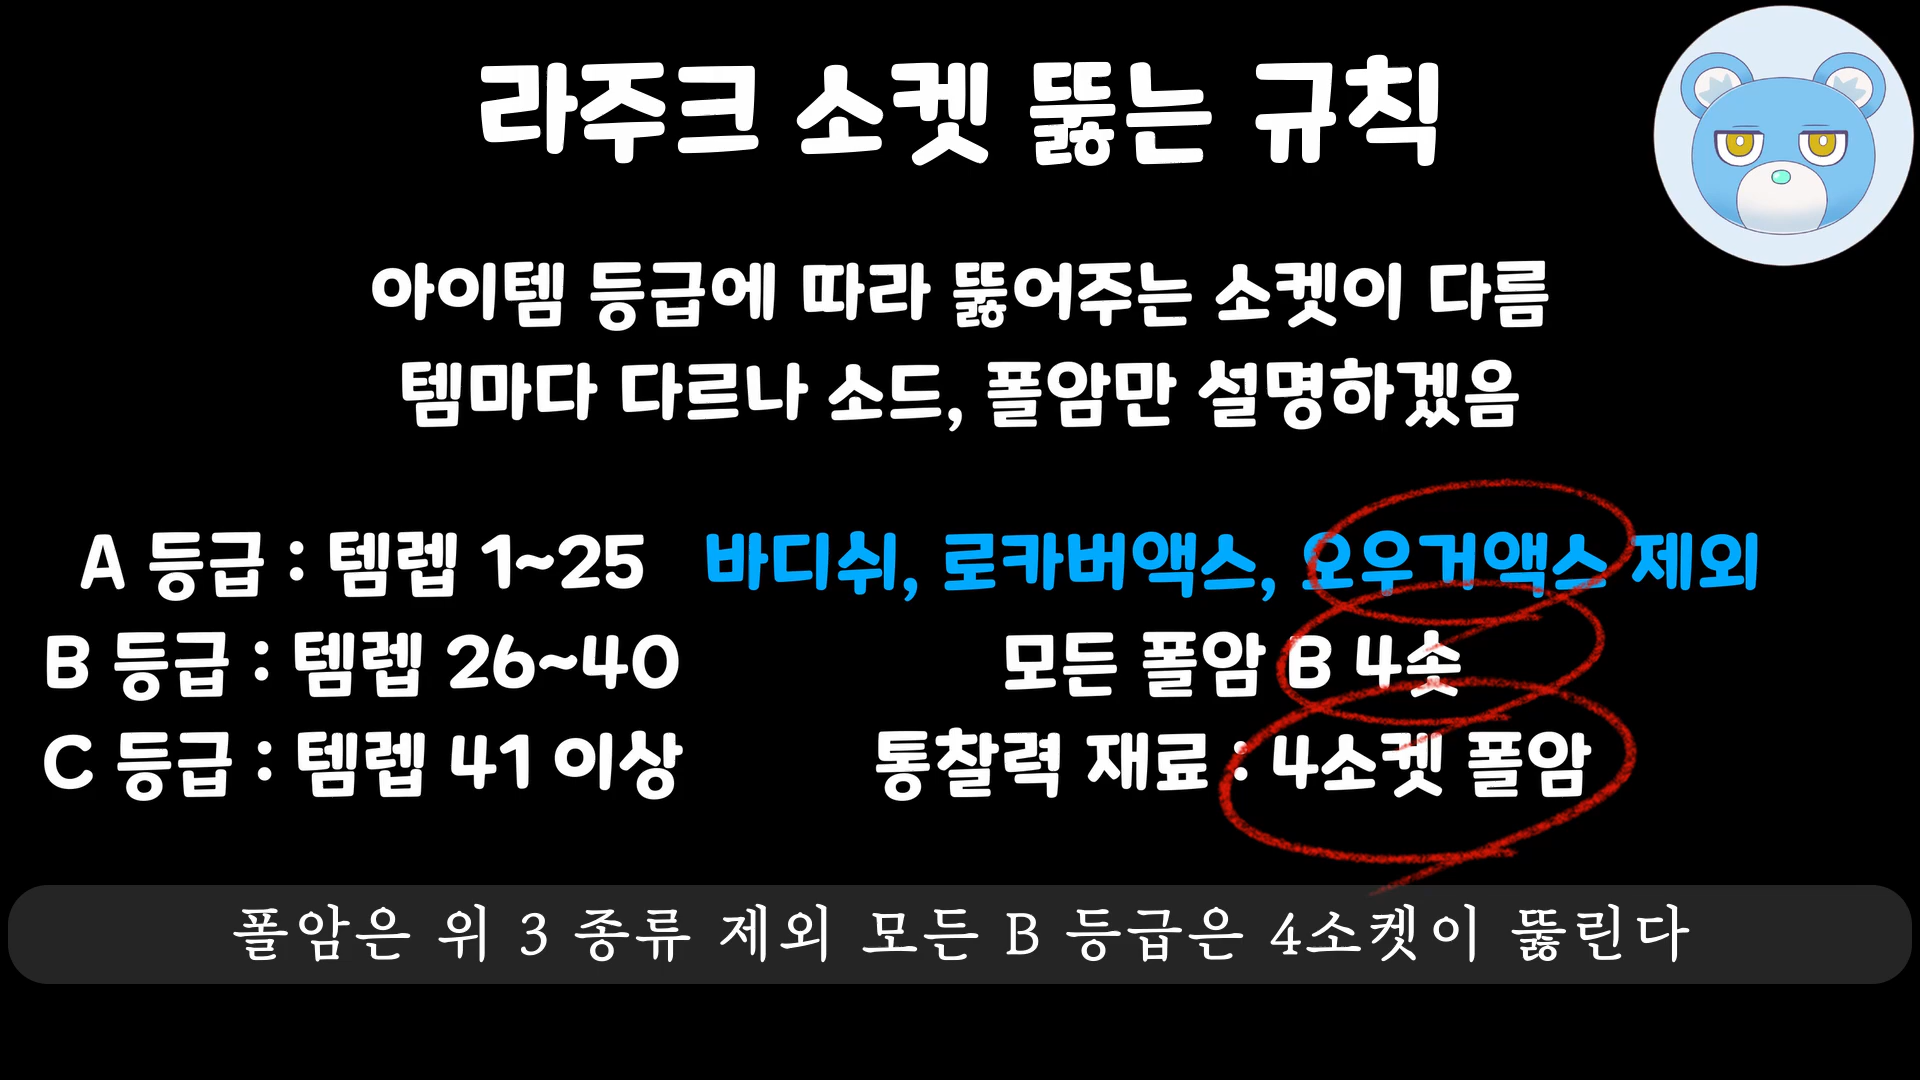 라주크 소켓 뚫는 규칙
아이템 등급에 따라 뚫어주는 소켓이 다름
템마다 다르나 소드, 폴암만 설명하겠음
A 등급 : 템렙 1~25
B 등급 : 템렙 26~40
C 등급 : 템렙 41 이상
바디쉬, 로카버액스, 오우거액스 제외
모든 폴암 B 4솟
통찰력 재료 : 4소켓 폴암
폴암은 위 3 종류 제외 모든 B 등급은 4소켓이 뚫린다